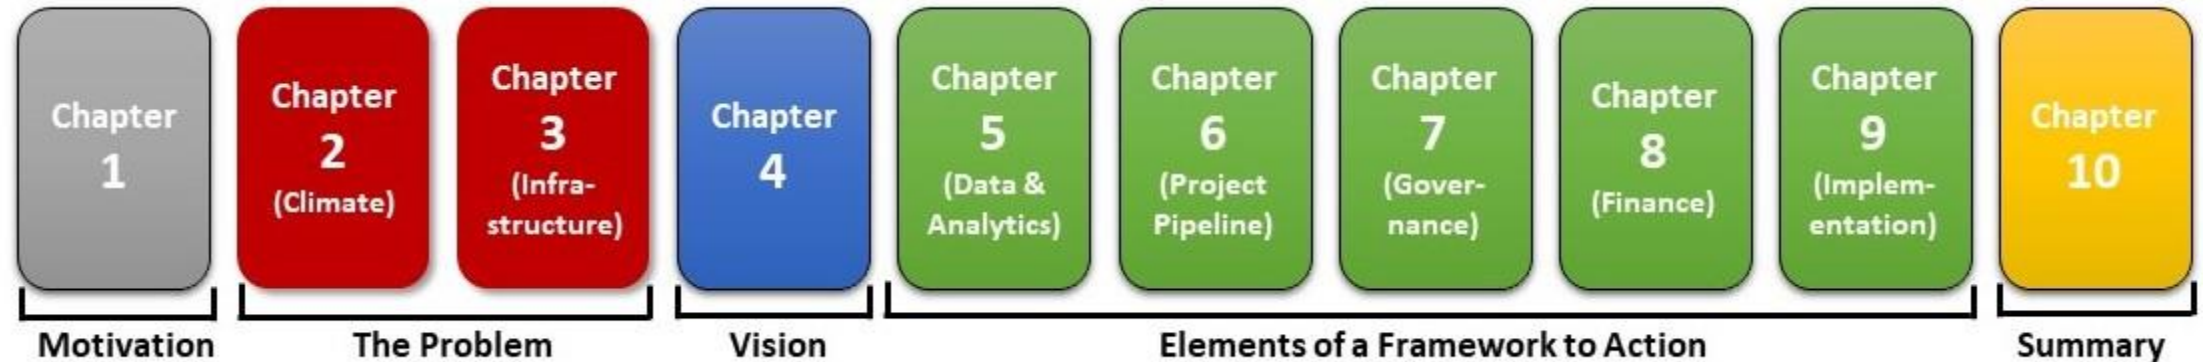 Chapter
1
Chapter
2
(Climate)
Chapter
3
(Infra-
structure)
Chapter
4
Chapter
5
(Data &
Analytics)
Chapter
6
(Project
Pipeline)
Chapter
7
(Gover-
nance)
Chapter
8
(Finance)
Chapter
9
(Implem-
entation)
Chapter
10
Motivation
The Problem
Vision
Elements of a Framework to Action
Summary